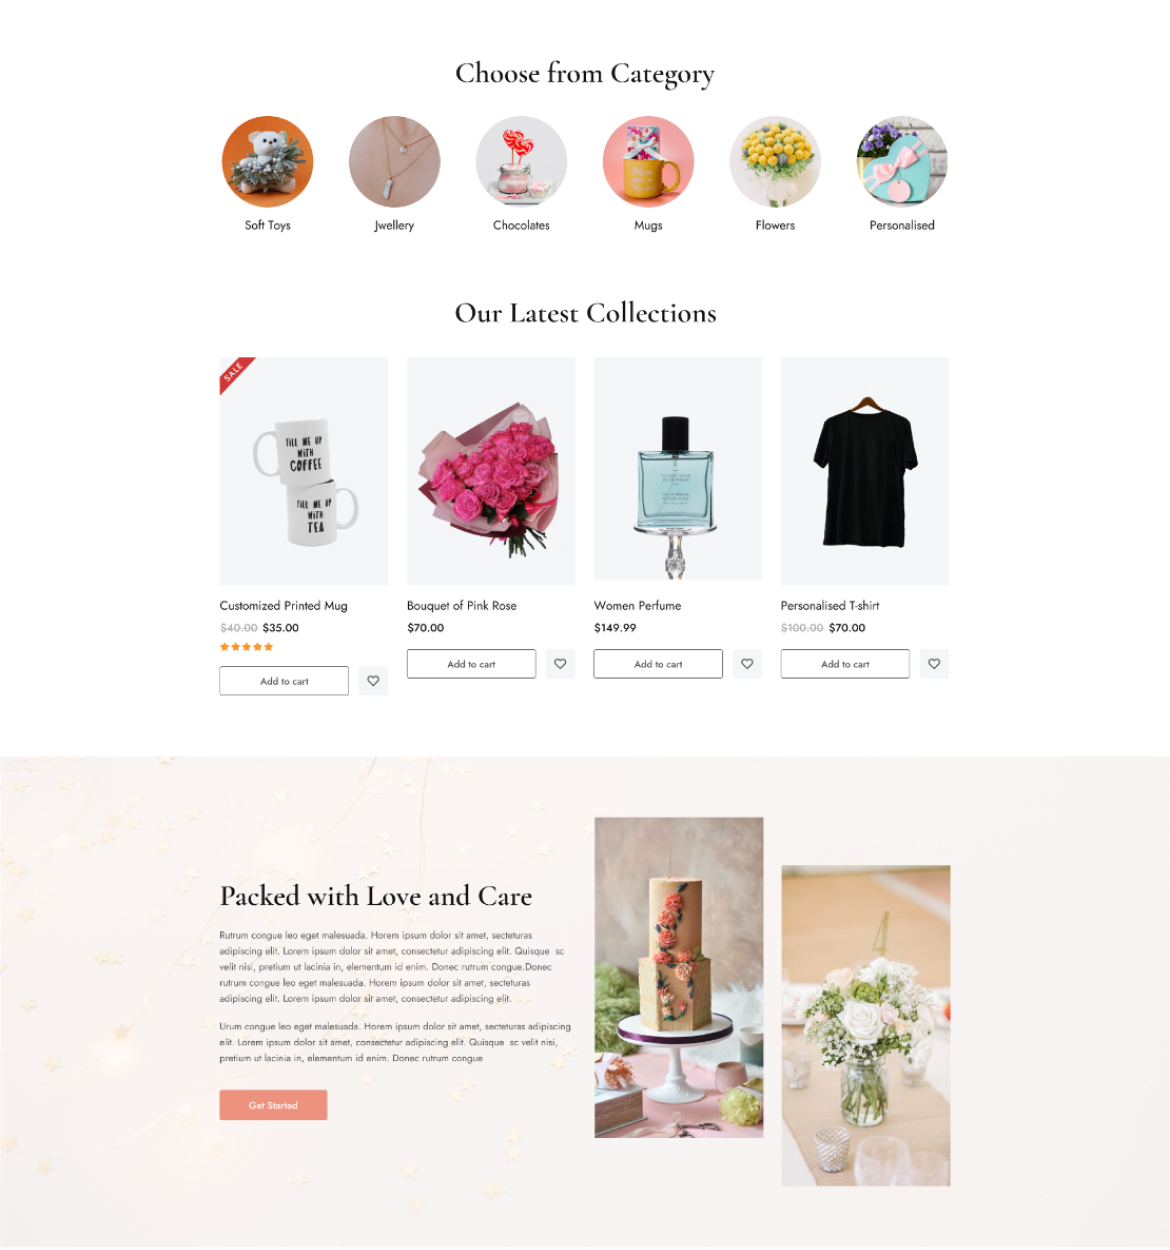 Choose from Category
Soft Toys
Jwellery
Chocolates
Mugs
Flowers
Personalised
Our Latest Collections
SALE
FILL ME UP
WITH
COFFEE
FILL ME UP
WITH
TEA
Customized Printed Mug
$40.00 $35.00
Add to cart
Bouquet of Pink Rose
$70.00
Add to cart
Women Perfume
$149.99
Add to cart
Personalised T-shirt
$100.00 $70.00
Add to cart
Packed with Love and Care
Rutrum congue leo eget malesuada. Horem ipsum dolor sit amet, secteturas
adipiscing elit. Lorem ipsum dolor sit amet, consectetur adipiscing elit. Quisque sc
velit nisi, pretium ut lacinia in, elementum id enim. Donec rutrum congue.Donec
rutrum congue leo eget malesuada. Horem ipsum dolor sit amet, secteturas
adipiscing elit. Lorem ipsum dolor sit amet, consectetur adipiscing elit.
Urum congue leo eget malesuada. Horem ipsum dolor sit amet, secteturas adipiscing
elit. Lorem ipsum dolor sit amet, consectetur adipiscing elit. Quisque sc velit nisi,
pretium ut lacinia in, elementum id enim. Donec rutrum congue
Get Started